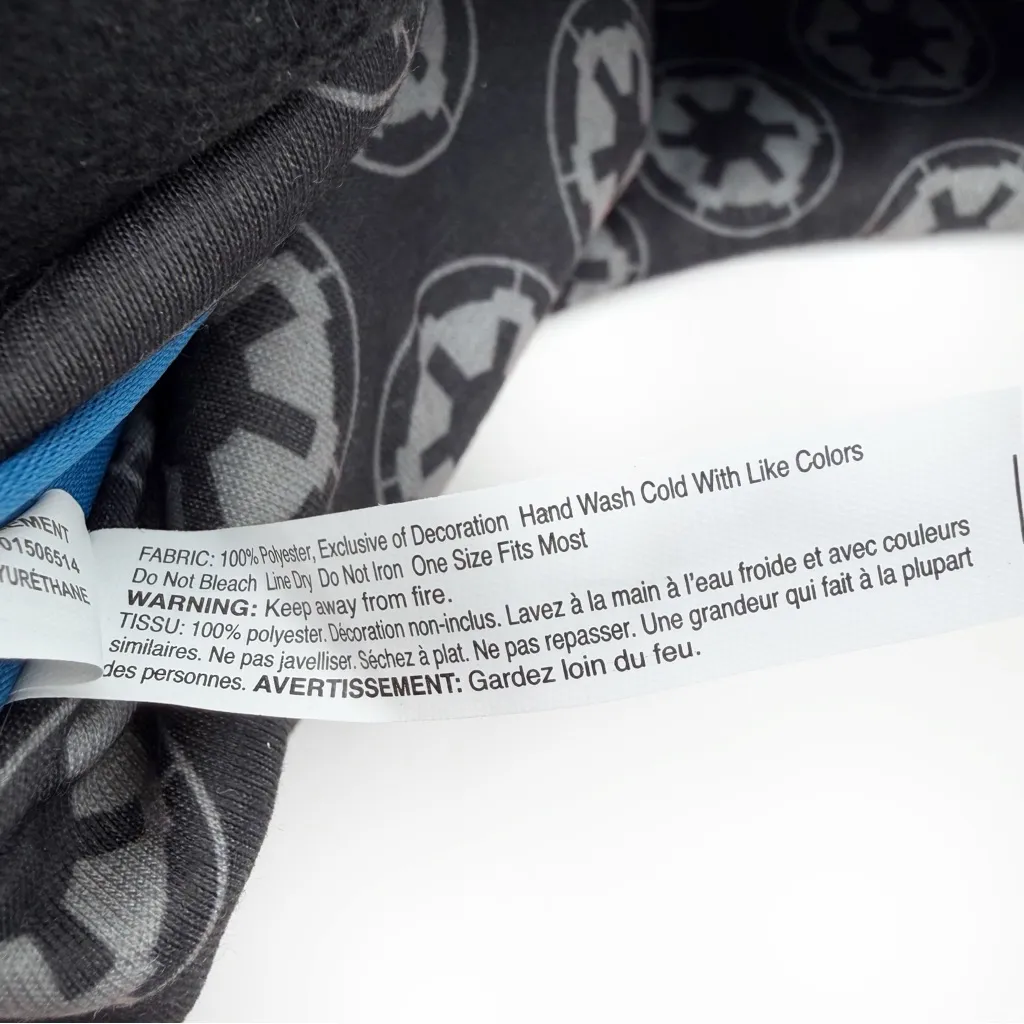 EMENT
01506514
YURÉTHANE
FABRIC: 100% Polyester, Exclusive of Decoration Hand Wash Cold With Like Colors
Do Not Bleach Line Dry Do Not Iron One Size Fits Most
WARNING: Keep away from fire.
TISSU: 100% polyester. Décoration non-inclus. Lavez à la main à l'eau froide et avec couleurs
similaires. Ne pas javelliser. Séchez à plat. Ne pas repasser. Une grandeur qui fait à la plupart
des personnes. AVERTISSEMENT: Gardez loin du feu.